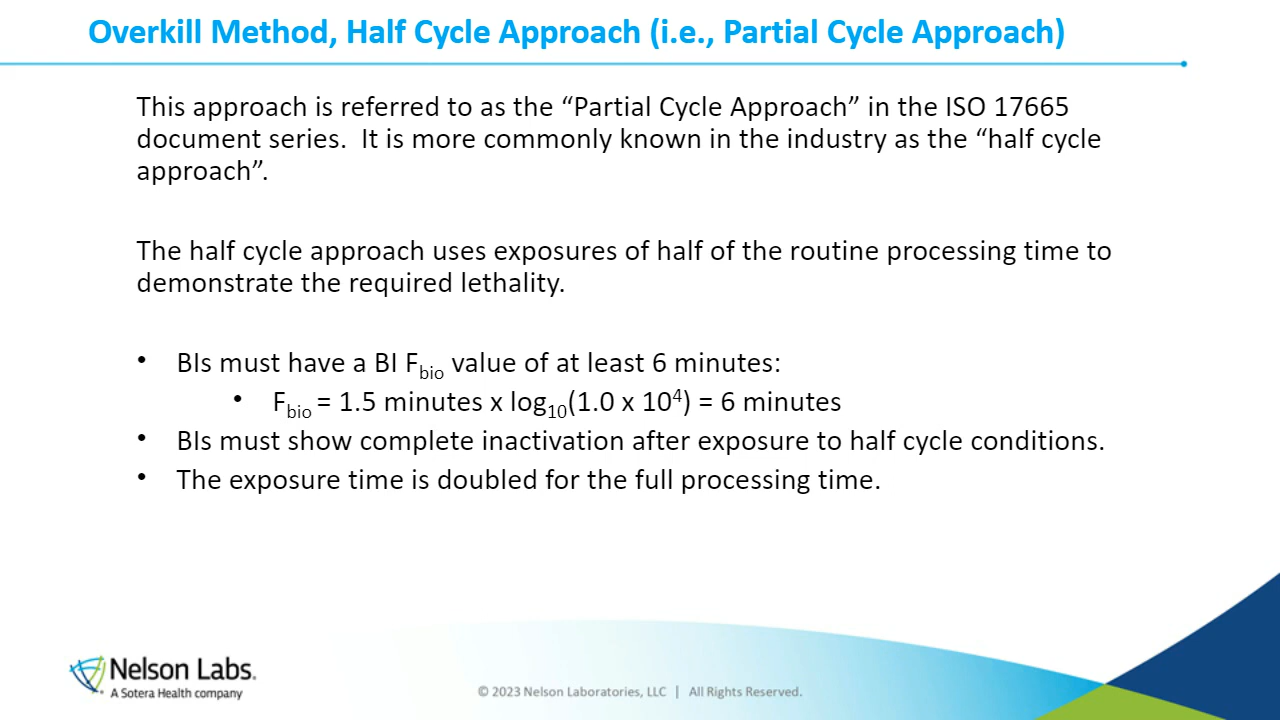 Overkill Method, Half Cycle Approach (i.e., Partial Cycle Approach)
This approach is referred to as the “Partial Cycle Approach” in the ISO 17665
document series.  It is more commonly known in the industry as the “half cycle
approach”.
The half cycle approach uses exposures of half of the routine processing time to
demonstrate the required lethality.
• BIs must have a BI F_bio value of at least 6 minutes:
• F_bio = 1.5 minutes x log₁₀(1.0 x 10⁴) = 6 minutes
• BIs must show complete inactivation after exposure to half cycle conditions.
• The exposure time is doubled for the full processing time.
Nelson Labs.
A Sotera Health company
© 2023 Nelson Laboratories, LLC | All Rights Reserved.